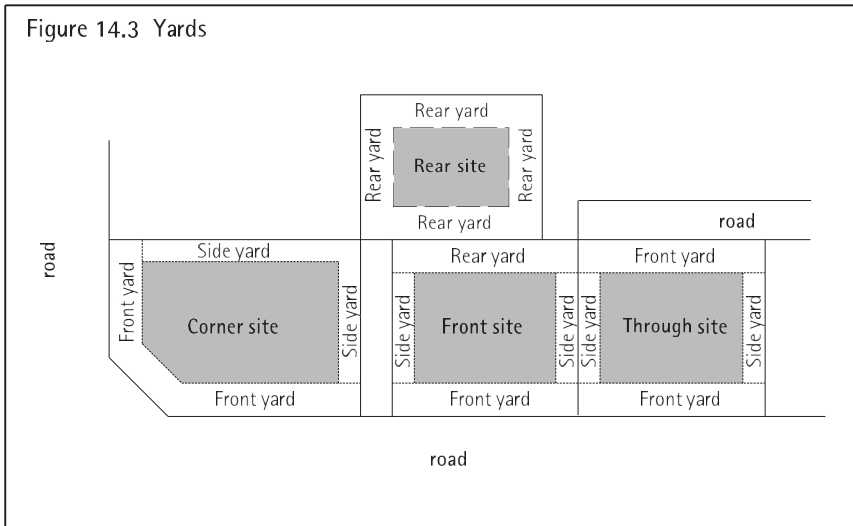 Figure 14.3 Yards
Rear yard
Rear yard
Rear site
Rear yard
Rear yard
road
road
Side yard
Front yard
Corner site
Side yard
Front yard
Rear yard
Side yard
Front site
Side yard
Front yard
Front yard
Side yard
Through site
Side yard
Front yard
road